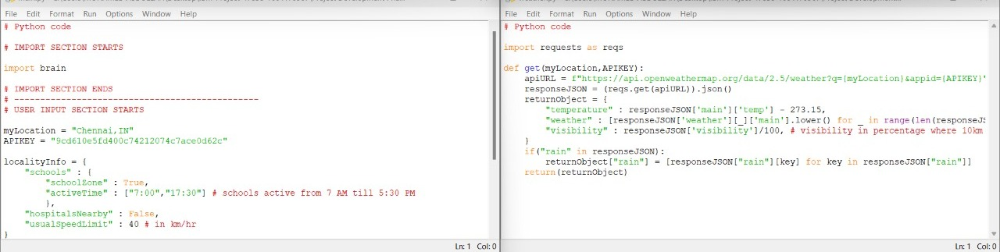 File Edit Format Run Options Window Help
# Python code
# IMPORT SECTION STARTS
import brain
# IMPORT SECTION ENDS
# -----------------------------------------------
# USER INPUT SECTION STARTS
myLocation = "Chennai,IN"
APIKEY = "9cd610e5fd400c74212074c7ace0d62c"
localityInfo = {
"schools" : {
"schoolZone" : True,
"activeTime" : ["7:00","17:30"] # schools active from 7 AM till 5:30 PM
},
"hospitalsNearby" : False,
"usualSpeedLimit" : 40 # in km/hr
}
Ln: 1 Col: 0
File Edit Format Run Options Window Help
# Python code
import requests as reqs
def get(myLocation,APIKEY):
apiURL = f"https://api.openweathermap.org/data/2.5/weather?q={myLocation}&appid={APIKEY}"
responseJSON = (reqs.get(apiURL)).json()
returnObject = {
"temperature" : responseJSON['main']['temp'] - 273.15,
"weather" : [responseJSON['weather'][_]['main'].lower() for _ in range(len(responseJS
"visibility" : responseJSON['visibility']/100, # visibility in percentage where 10km
}
if("rain" in responseJSON):
returnObject["rain"] = [responseJSON["rain"][key] for key in responseJSON["rain"]]
return(returnObject)
Ln: 1 Col: 0